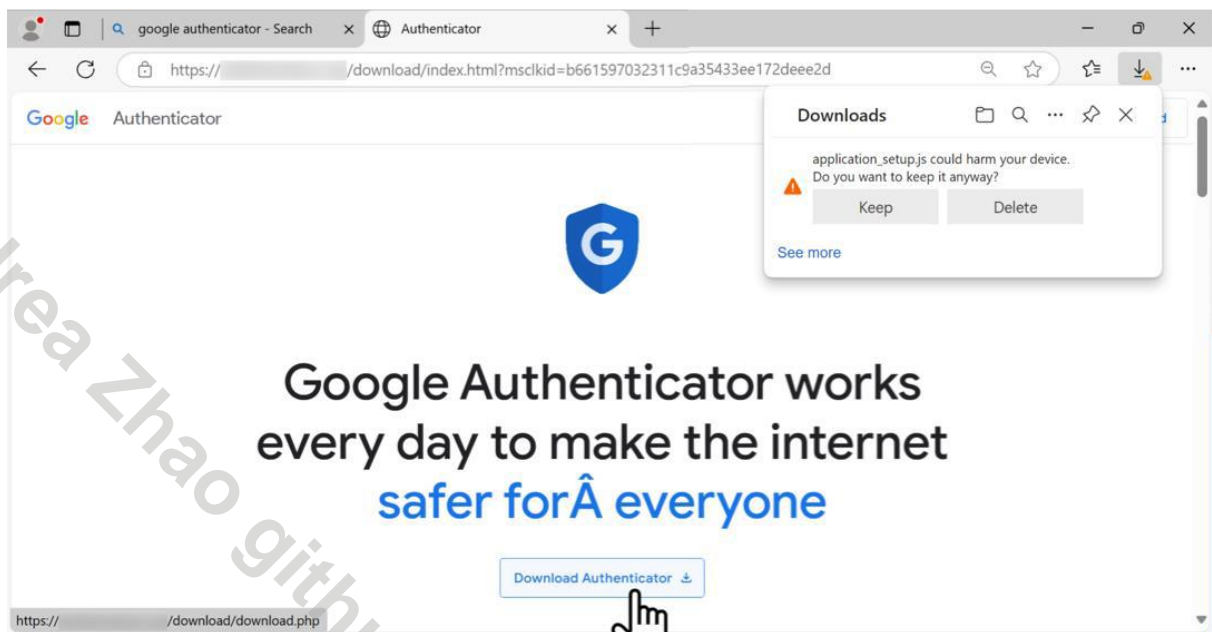 google authenticator - Search
Authenticator
https:// /download/index.html?msclkid=b661597032311c9a35433ee172deee2d
Google Authenticator
Downloads
application_setup.js could harm your device.
Do you want to keep it anyway?
Keep Delete
See more
G
Google Authenticator works
every day to make the internet
safer forÂ everyone
Download Authenticator
https:// /download/download.php
Zhao